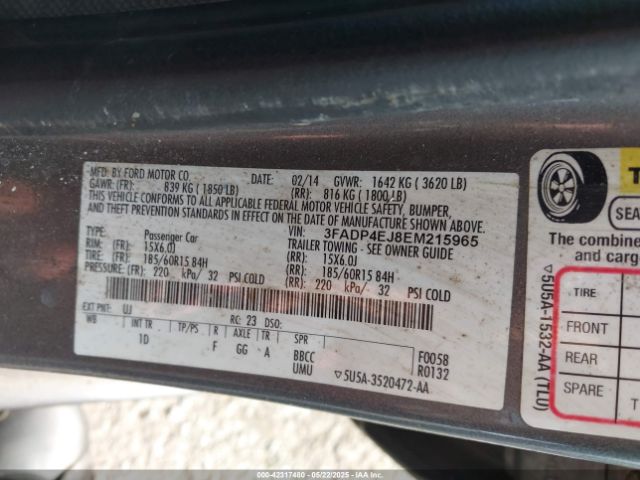 MFD. BY FORD MOTOR CO.
DATE: 02/14 GVWR: 1642 KG ( 3620 LB)
GAWR: (FR): 839 KG ( 1850 LB) (RR): 816 KG ( 1800 LB)
CONFORMS TO ALL APPLICABLE FEDERAL MOTOR VEHICLE SAFETY, BUMPER,
AND THEFT PREVENTION STANDARDS IN EFFECT ON
THE DATE OF MANUFACTURE SHOWN ABOVE.
VIN: 3FADP4EJ8EM215965
TYPE: Passenger Car TRAILER TOWING - SEE OWNER GUIDE
RIM: (FR) 15X6.0J (RR): 15X6.0J
TIRE: (FR) 185/60R15 84H (RR): 185/60R15 84H
PRESSURE: (FR) 220 kPa/ 32 PSI COLD (RR): 220 kPa/ 32 PSI COLD
EXT PNT: UJ RC: 23 DSO:
WB INT TR TP/PS R AXLE TR SPR
1D F GG A BBCC F0058
UMU R0132
▽5U5A-3520472-AA
T
SEA
The combine
and carg
TIRE
FRONT
REAR
SPARE T
▽5U5A-1532-AA (TLU)
000-42317480 - 05/22/2025 - IAAI.COM